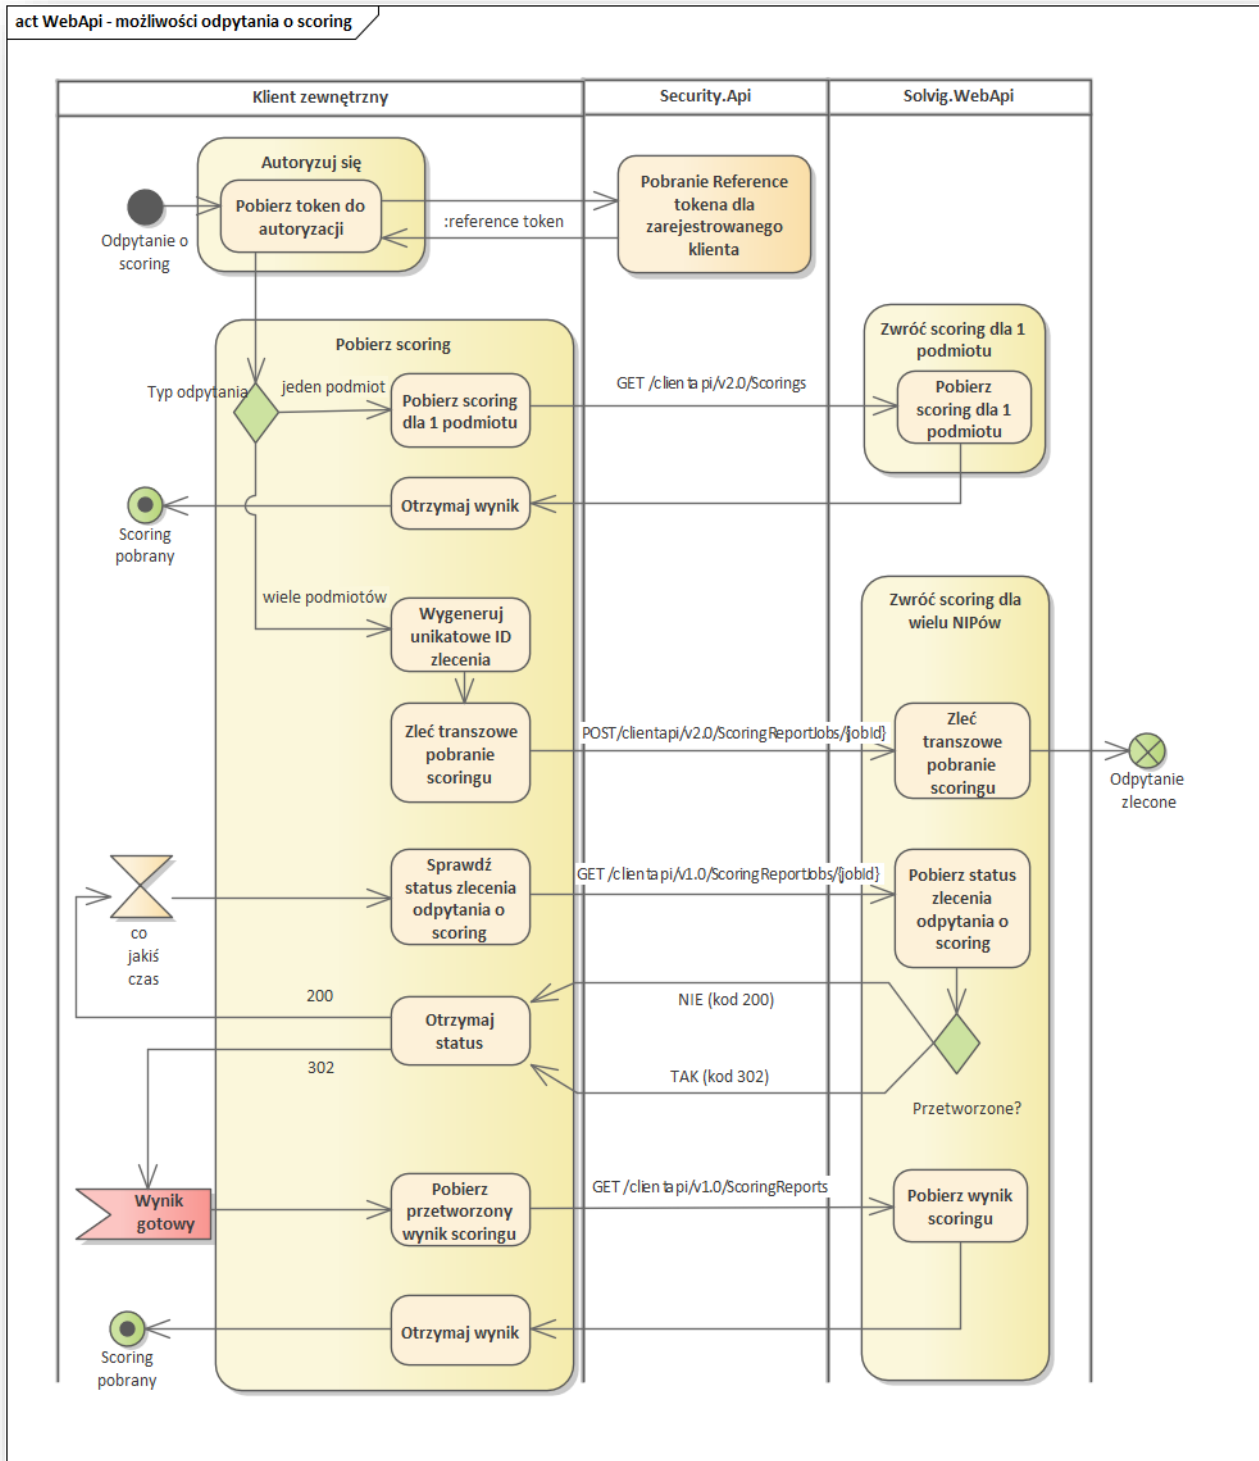 act WebApi - możliwości odpytania o scoring
Klient zewnętrzny
Security.Api
Solvig.WebApi
Autoryzuj się
Pobierz token do
autoryzacji
Odpytanie o
scoring
:reference token
Pobranie Reference
tokena dla
zarejestrowanego
klienta
Pobierz scoring
Typ odpytania
jeden podmiot
Pobierz scoring
dla 1 podmiotu
GET /clientapi/v2.0/Scorings
Zwróć scoring dla 1
podmiotu
Pobierz
scoring dla 1
podmiotu
Otrzymaj wynik
Scoring
pobrany
wiele podmiotów
Wygeneruj
unikatowe ID
zlecenia
Zwróć scoring dla
wielu NIPów
Zleć transzowe
pobranie
scoringu
POST/clientapi/v2.0/ScoringReportJobs/{jobId}
Zleć
transzowe
pobranie
scoringu
Odpytanie
zlecone
co
jakiś
czas
Sprawdź
status zlecenia
odpytania o
scoring
GET /clientapi/v1.0/ScoringReportJobs/{jobId}
Pobierz status
zlecenia
odpytania o
scoring
200
302
Otrzymaj
status
NIE (kod 200)
TAK (kod 302)
Przetworzone?
Wynik
gotowy
Pobierz
przetworzony
wynik scoringu
GET /clientapi/v1.0/ScoringReports
Pobierz wynik
scoringu
Otrzymaj wynik
Scoring
pobrany